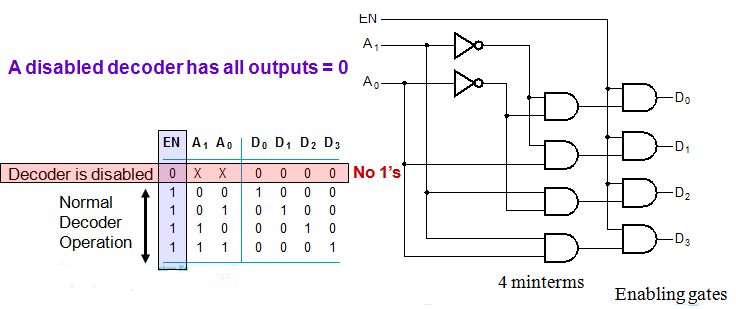 A disabled decoder has all outputs = 0
EN A1 A0 D0 D1 D2 D3
Decoder is disabled 0 X X 0 0 0 0 No 1's
Normal
Decoder
Operation
1 0 0 1 0 0 0
1 0 1 0 1 0 0
1 1 0 0 0 1 0
1 1 1 0 0 0 1
EN
A1
A0
D0
D1
D2
D3
4 minterms
Enabling gates